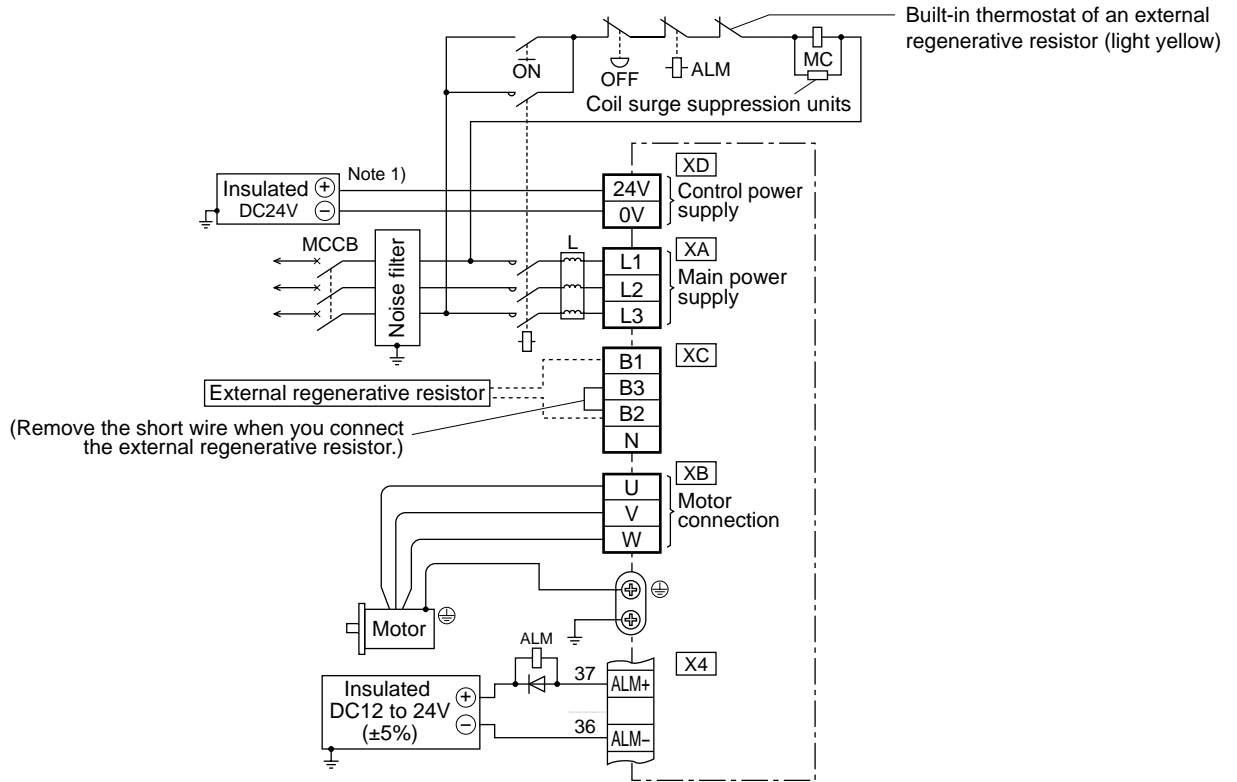 Built-in thermostat of an external
regenerative resistor (light yellow)
ON
OFF
ALM
MC
Coil surge suppression units
Note 1)
Insulated
DC24V
+
−
XD
24V
0V
Control power
supply
MCCB
Noise filter
L
XA
L1
L2
L3
Main power
supply
External regenerative resistor
(Remove the short wire when you connect
the external regenerative resistor.)
XC
B1
B3
B2
N
XB
U
V
W
Motor
connection
Motor
ALM
X4
Insulated
DC12 to 24V
(±5%)
+
−
37
ALM+
36
ALM−